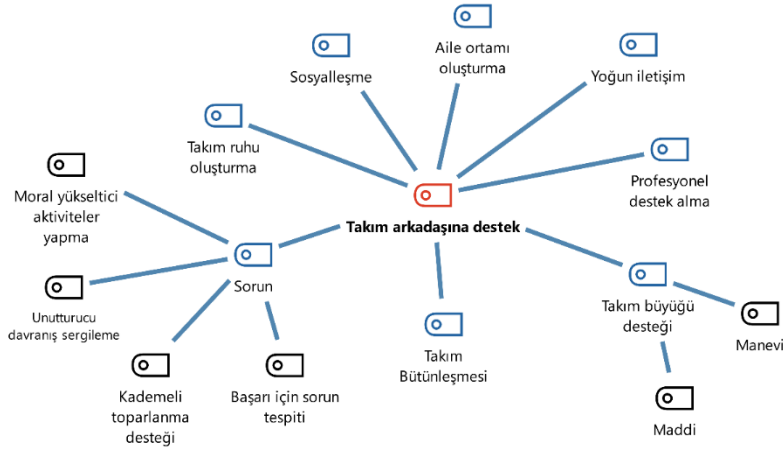 Aile ortamı
oluşturma
Sosyalleşme
Yoğun iletişim
Takım ruhu
oluşturma
Profesyonel
destek alma
Moral yükseltici
aktiviteler
yapma
Takım arkadaşına destek
Sorun
Unutturucu
davranış sergileme
Takım büyüğü
desteği
Manevi
Kademeli
toparlanma
desteği
Başarı için sorun
tespiti
Takım
Bütünleşmesi
Maddi